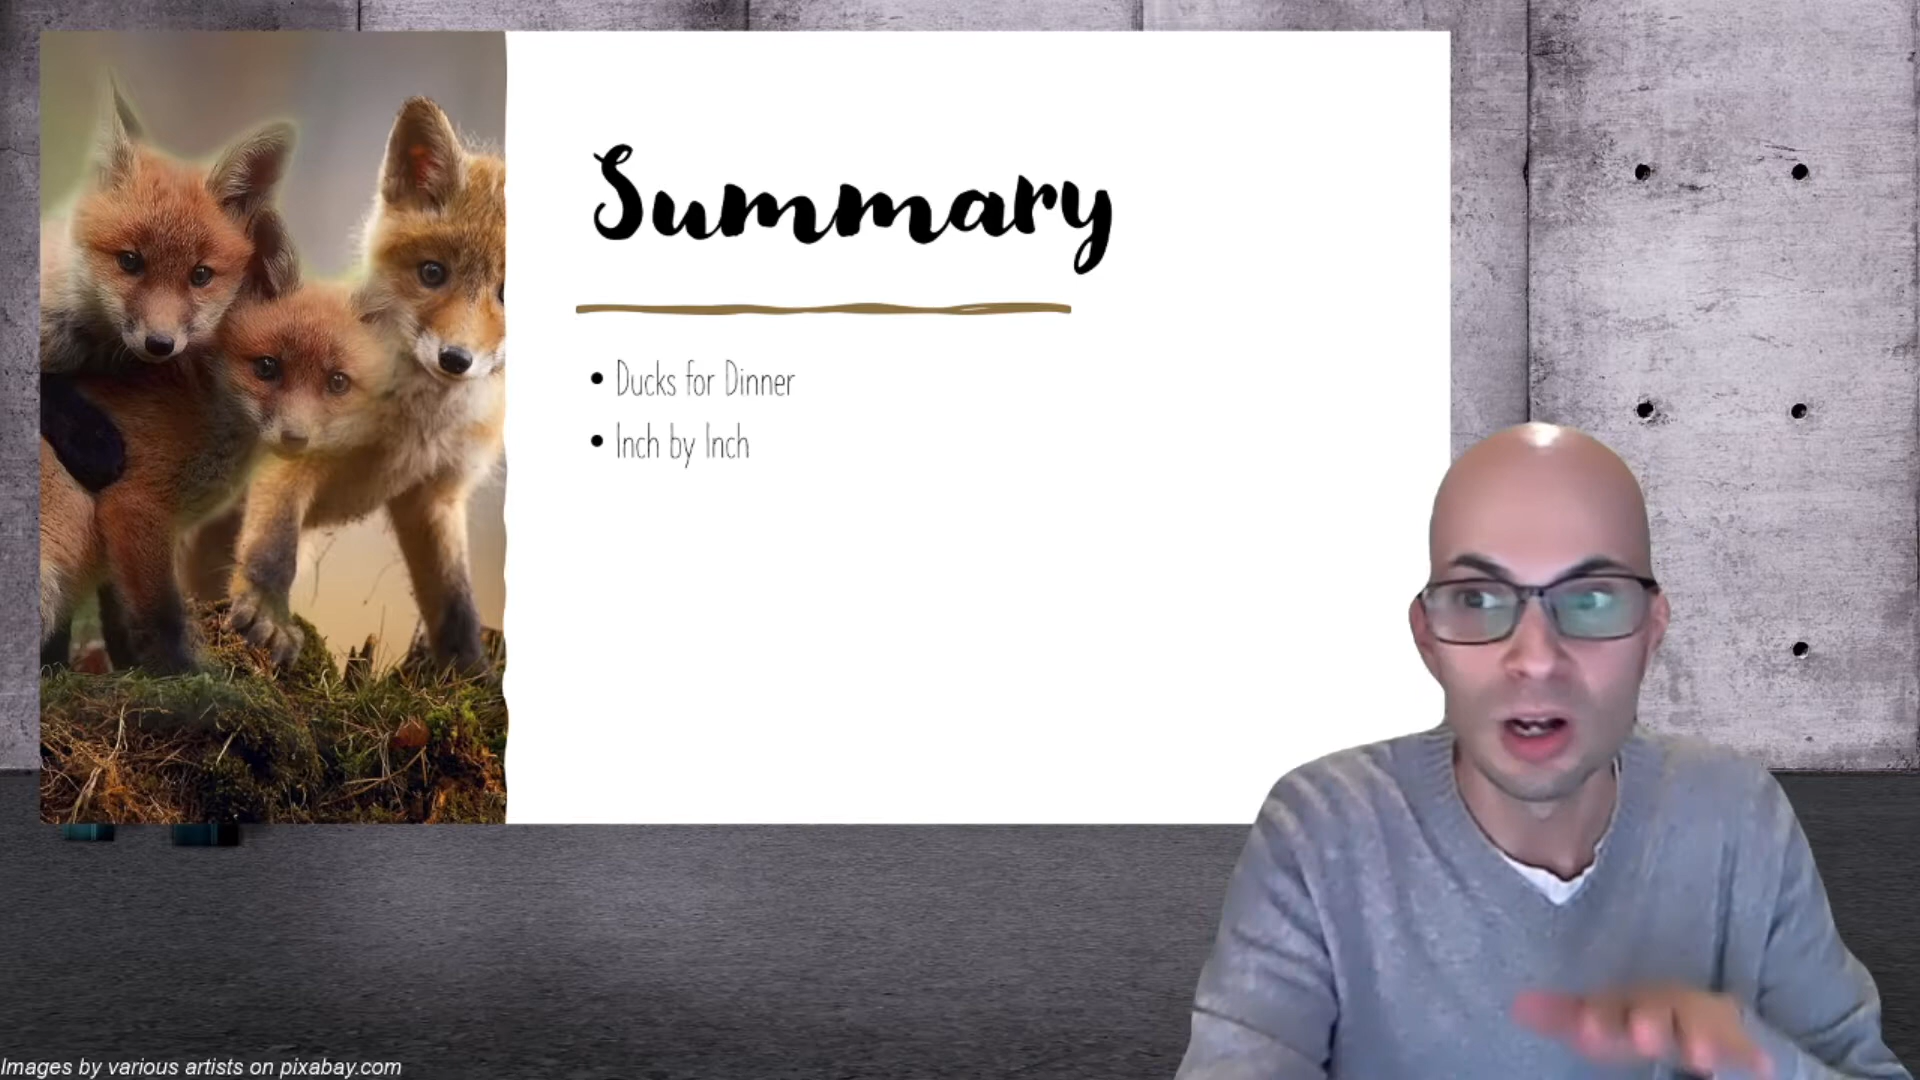 Summary
• Ducks for Dinner
• Inch by Inch
Images by various artists on pixabay.com